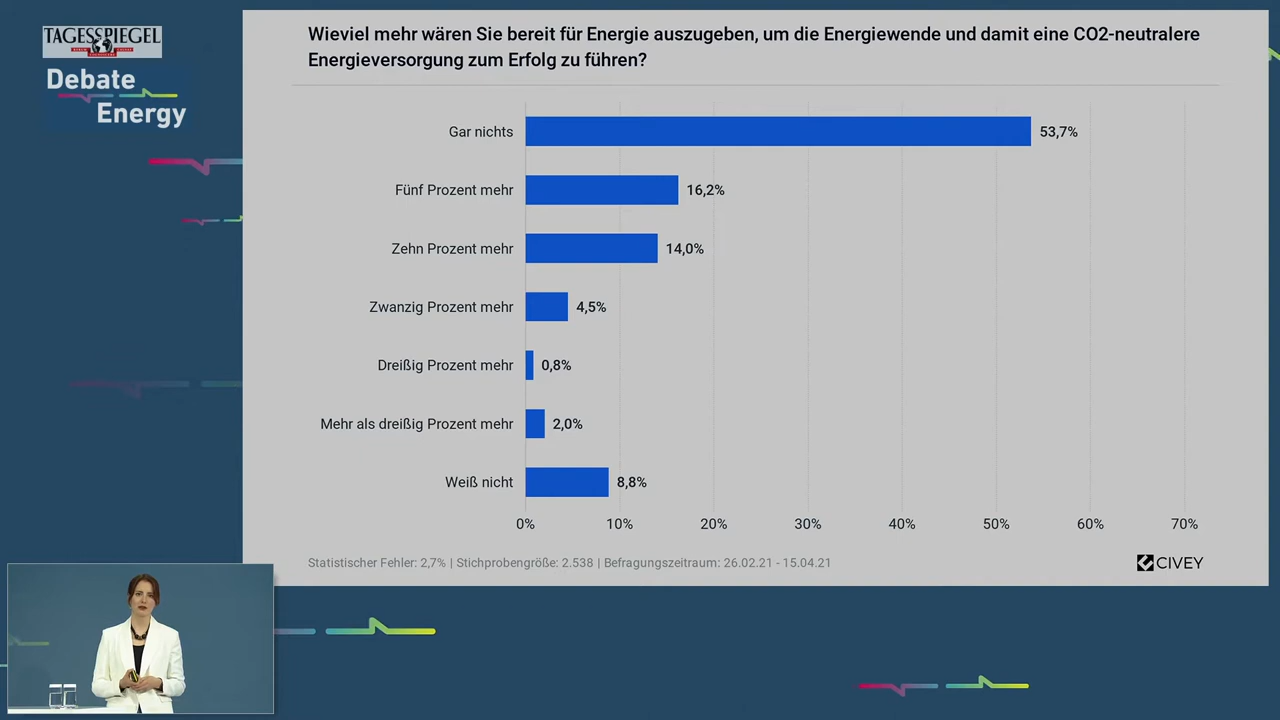 TAGESSPIEGEL
Debate
Energy
Wieviel mehr wären Sie bereit für Energie auszugeben, um die Energiewende und damit eine CO2-neutralere
Energieversorgung zum Erfolg zu führen?
Gar nichts 53,7%
Fünf Prozent mehr 16,2%
Zehn Prozent mehr 14,0%
Zwanzig Prozent mehr 4,5%
Dreißig Prozent mehr 0,8%
Mehr als dreißig Prozent mehr 2,0%
Weiß nicht 8,8%
0% 10% 20% 30% 40% 50% 60% 70%
Statistischer Fehler: 2,7% | Stichprobengröße: 2.538 | Befragungszeitraum: 26.02.21 - 15.04.21
CIVEY